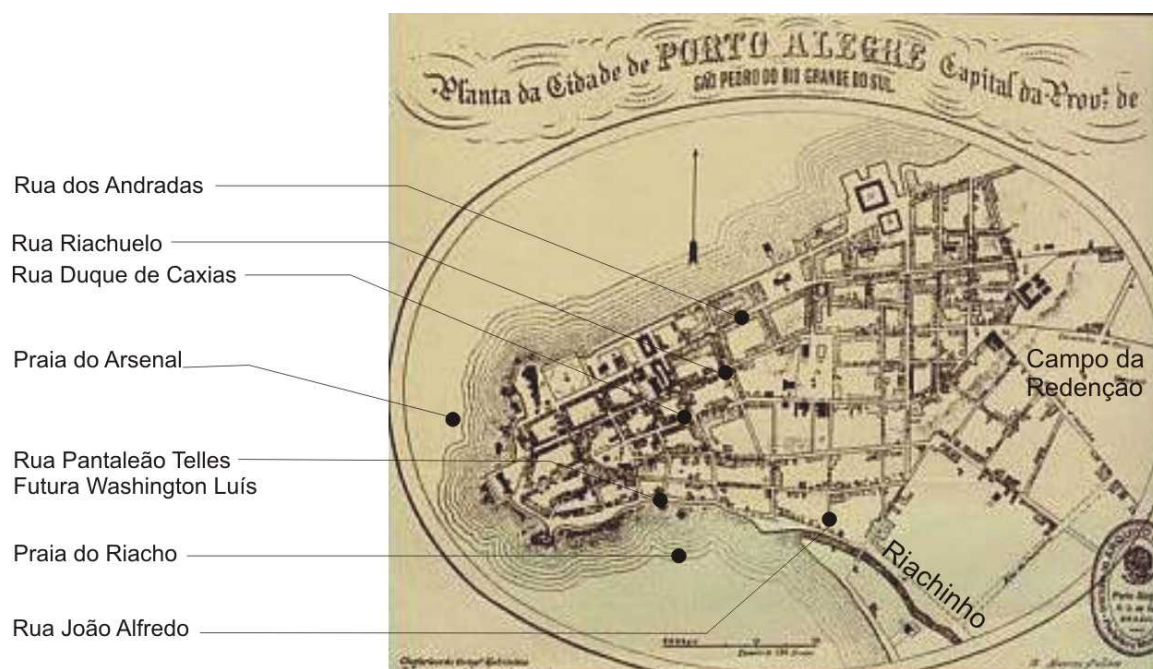 Planta da Cidade de PORTO ALEGRE Capital da Prov.ª de
SÃO PEDRO DO RIO GRANDE DO SUL.
Rua dos Andradas
Rua Riachuelo
Rua Duque de Caxias
Praia do Arsenal
Campo da
Redenção
Rua Pantaleão Telles
Futura Washington Luís
Praia do Riacho
Riachinho
Rua João Alfredo